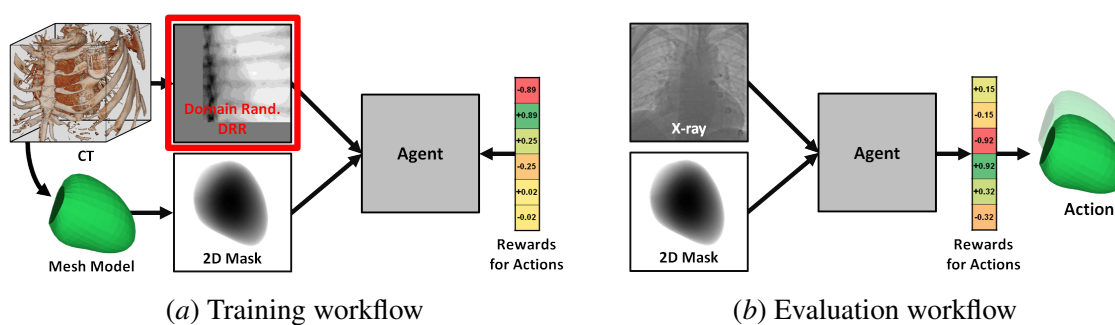 CT
Domain Rand.
DRR
Mesh Model
2D Mask
Agent
-0.89
+0.89
+0.25
-0.25
+0.02
-0.02
Rewards
for Actions
(a) Training workflow
X-ray
2D Mask
Agent
+0.15
-0.15
-0.92
+0.92
+0.32
-0.32
Rewards
for Actions
Action
(b) Evaluation workflow